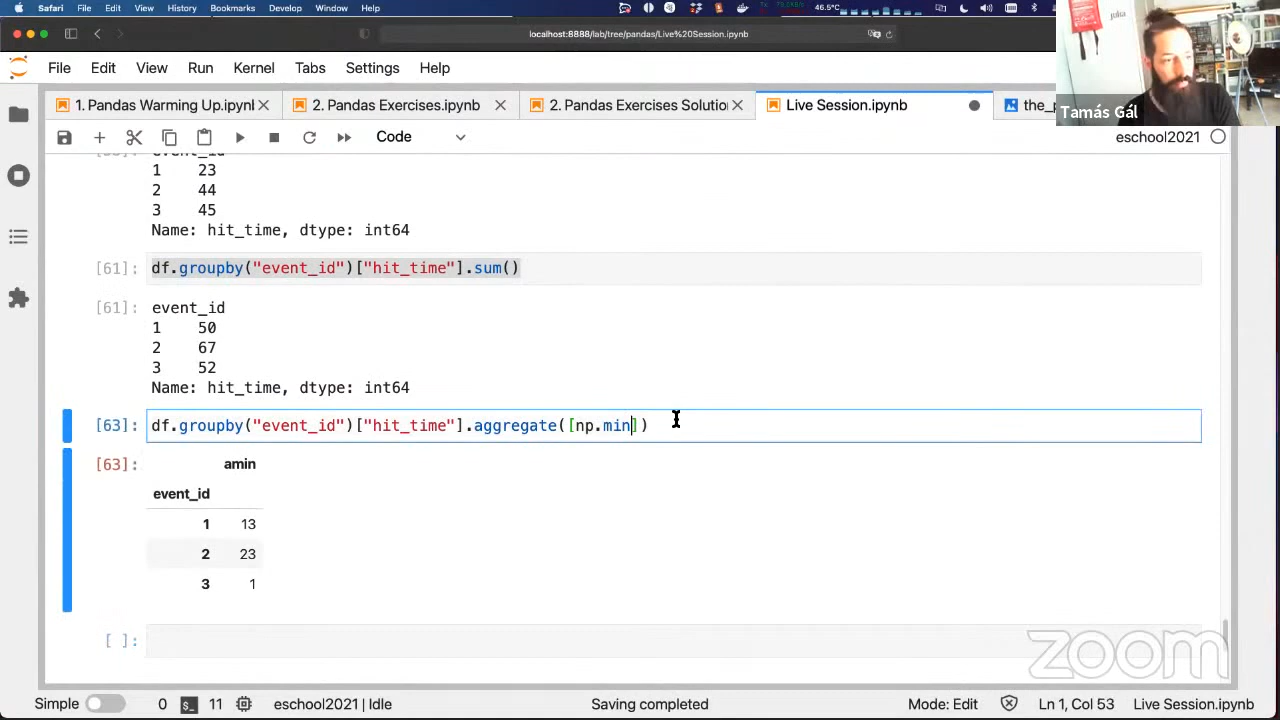 Safari File Edit View History Bookmarks Develop Window Help 46.5°C
localhost:8888/lab/tree/pandas/Live%20Session.ipynb
File Edit View Run Kernel Tabs Settings Help
1. Pandas Warming Up.ipynl 2. Pandas Exercises.ipynb 2. Pandas Exercises Solutio Live Session.ipynb the_p
Tamás Gál
Code eschool2021
1 23
2 44
3 45
Name: hit_time, dtype: int64
[61]: df.groupby("event_id")["hit_time"].sum()
[61]: event_id
1 50
2 67
3 52
Name: hit_time, dtype: int64
[63]: df.groupby("event_id")["hit_time"].aggregate([np.min])
[63]: amin
event_id
1 13
2 23
3 1
[ ]:
zoom
Simple 0 11 eschool2021 | Idle Saving completed Mode: Edit Ln 1, Col 53 Live Session.ipynb